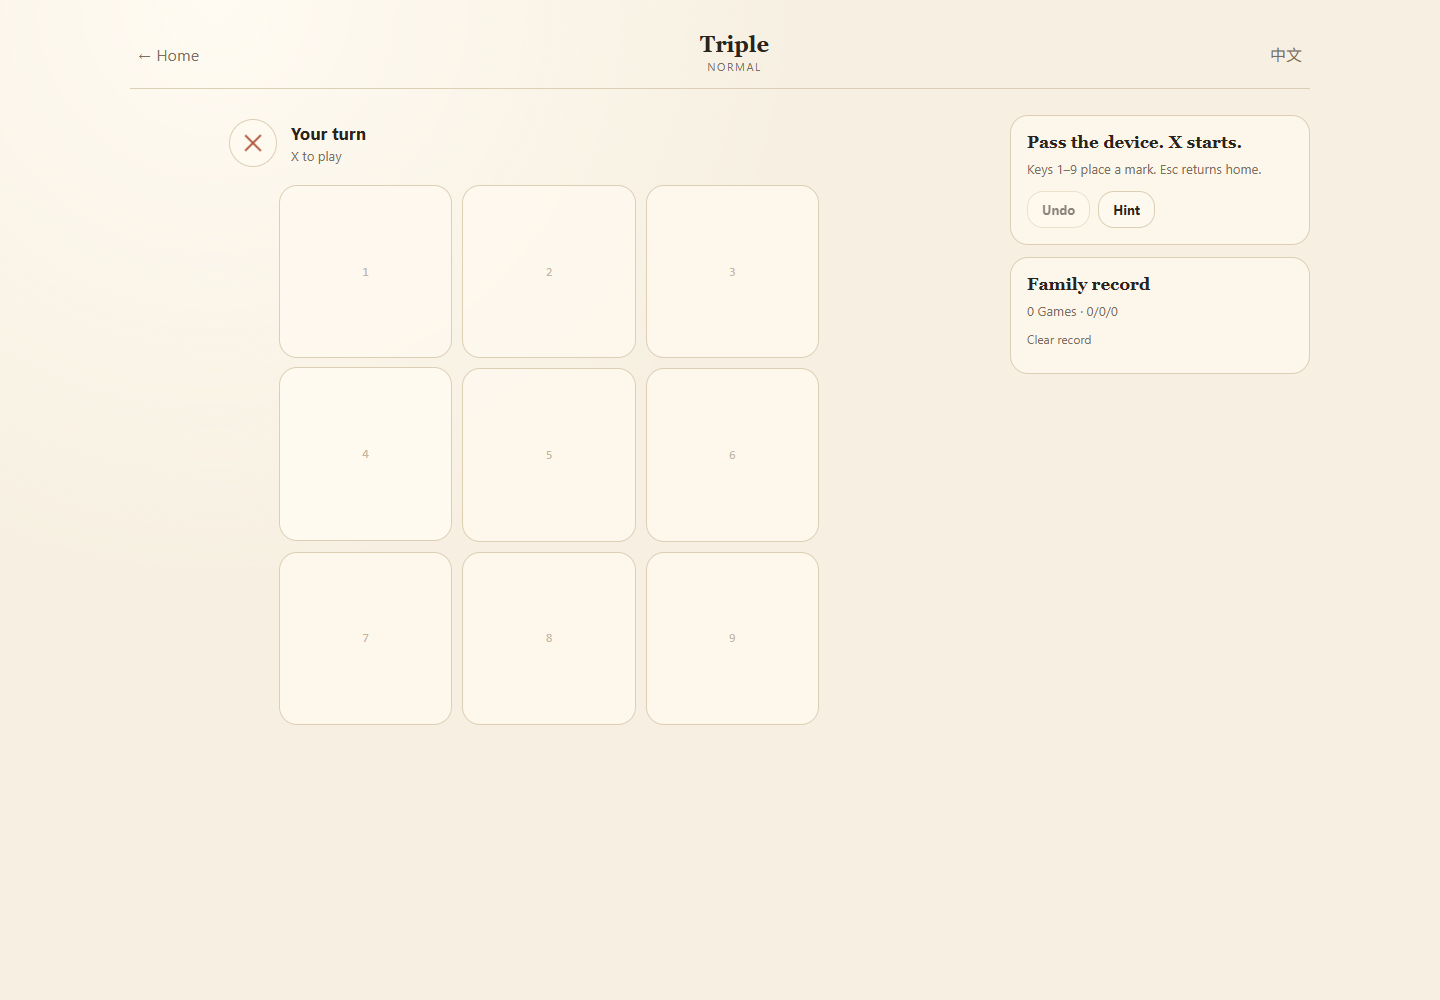 ← Home
Triple
NORMAL
中文
Your turn
X to play
1
2
3
4
5
6
7
8
9
Pass the device. X starts.
Keys 1–9 place a mark. Esc returns home.
Undo
Hint
Family record
0 Games · 0/0/0
Clear record